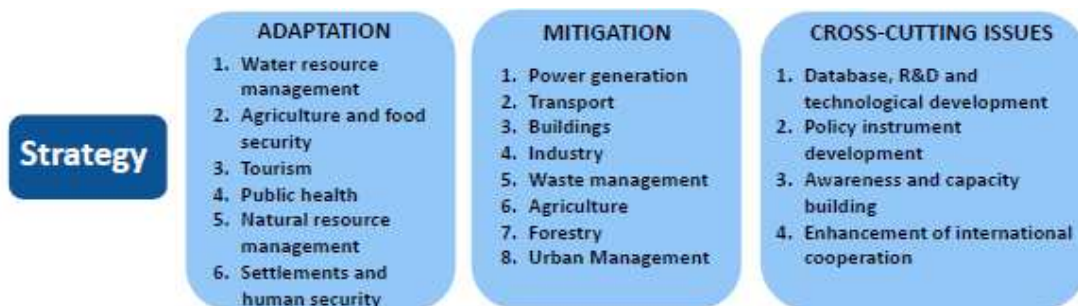 Strategy
ADAPTATION
1. Water resource
management
2. Agriculture and food
security
3. Tourism
4. Public health
5. Natural resource
management
6. Settlements and
human security
MITIGATION
1. Power generation
2. Transport
3. Buildings
4. Industry
5. Waste management
6. Agriculture
7. Forestry
8. Urban Management
CROSS-CUTTING ISSUES
1. Database, R&D and
technological development
2. Policy instrument
development
3. Awareness and capacity
building
4. Enhancement of international
cooperation